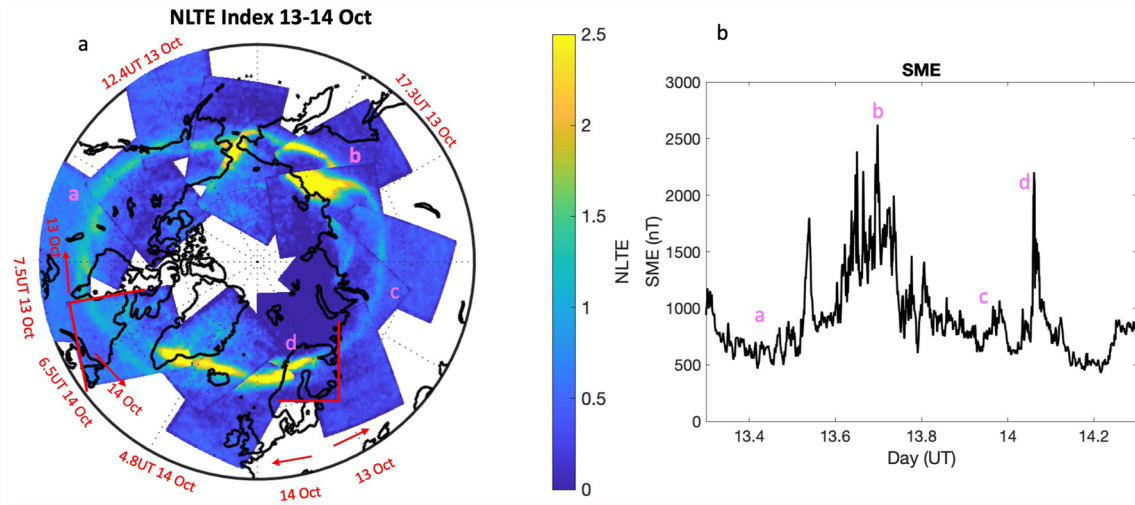 NLTE Index 13-14 Oct
a
12.4UT 13 Oct
17.3UT 13 Oct
b
a
13 Oct
7.5UT 13 Oct
c
d
14 Oct
6.5UT 14 Oct
4.8UT 14 Oct
14 Oct
13 Oct
2.5
2
1.5
1
0.5
0
NLTE
b
SME
3000
2500
2000
1500
1000
500
0
SME (nT)
a
b
c
d
13.4
13.6
13.8
14
14.2
Day (UT)